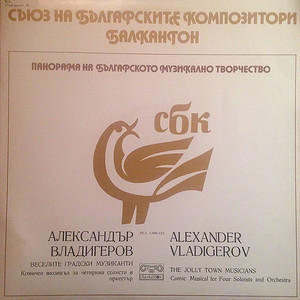 СЪЮЗ НА БЪЛГАРСКИТЕ КОМПОЗИТОРИ
БАЛКАНТОН
ПАНОРАМА НА БЪЛГАРСКОТО МУЗИКАЛНО ТВОРЧЕСТВО
сбк
АЛЕКСАНДЪР
ВЛАДИГЕРОВ
ВЕСЕЛИТЕ ГРАДСКИ МУЗИКАНТИ
Комичен мюзикъл за четирима солисти и
оркестър
ALEXANDER
VLADIGEROV
THE JOLLY TOWN MUSICIANS
Comic Musical for Four Soloists and Orchestra